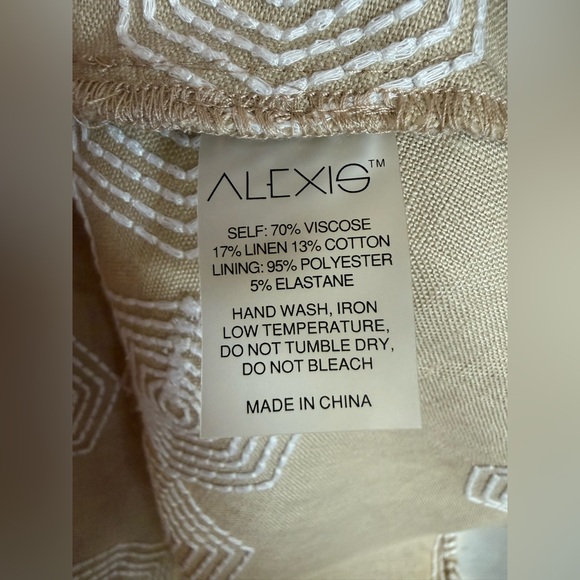 ALEXIS™
SELF: 70% VISCOSE
17% LINEN 13% COTTON
LINING: 95% POLYESTER
5% ELASTANE
HAND WASH, IRON
LOW TEMPERATURE,
DO NOT TUMBLE DRY,
DO NOT BLEACH
MADE IN CHINA